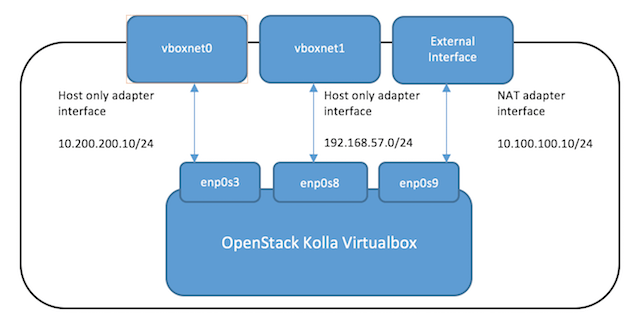 vboxnet0
vboxnet1
External
Interface
Host only adapter
interface
10.200.200.10/24
Host only adapter
interface
192.168.57.0/24
NAT adapter
interface
10.100.100.10/24
enp0s3
enp0s8
enp0s9
OpenStack Kolla Virtualbox